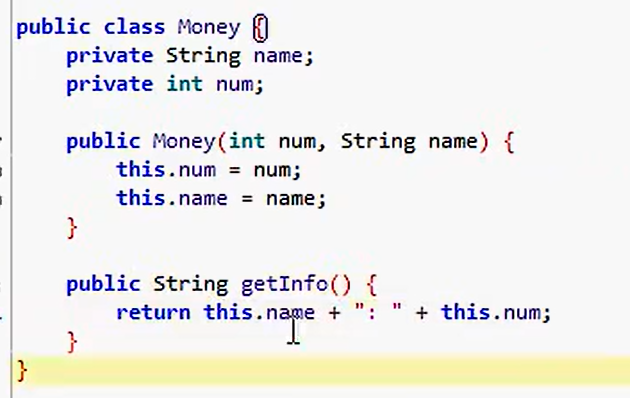 public class Money {
private String name;
private int num;
public Money(int num, String name) {
this.num = num;
this.name = name;
}
public String getInfo() {
return this.name + ": " + this.num;
}
}